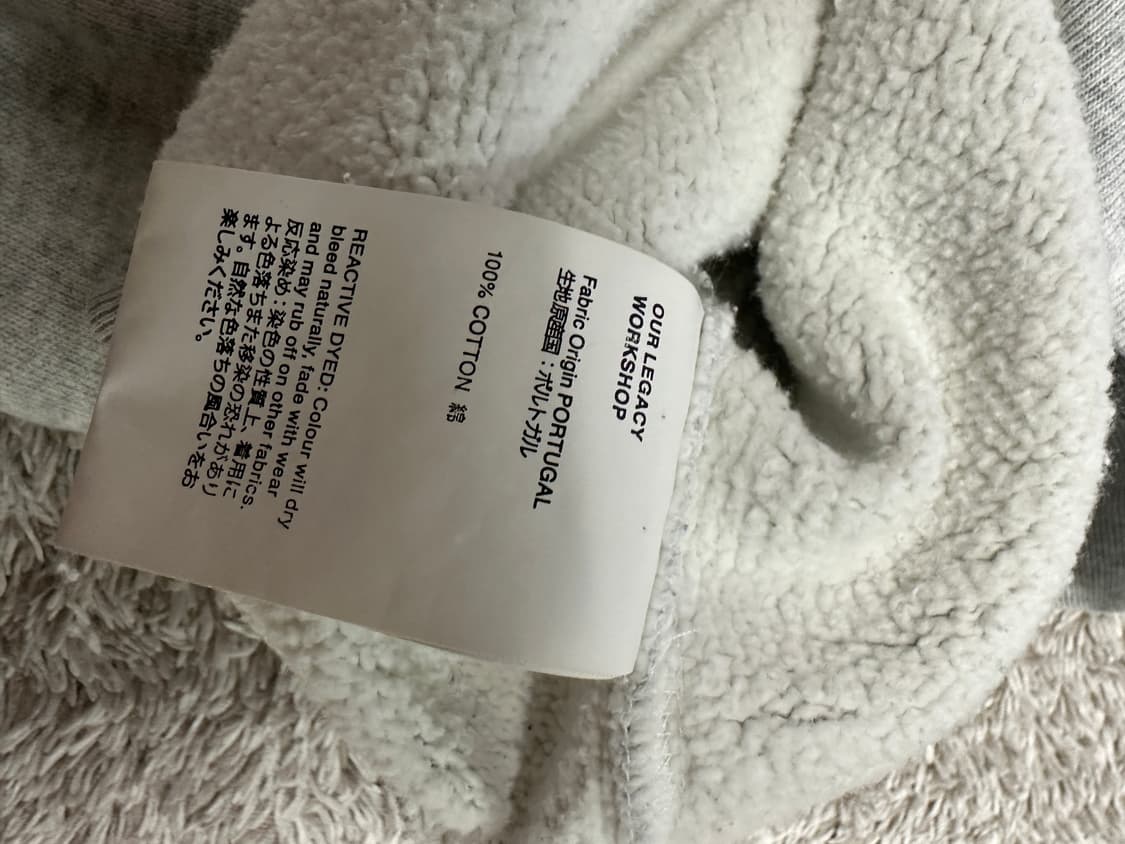 OUR LEGACY
WORKSHOP
Fabric Origin PORTUGAL
生地原産国：ポルトガル
100% COTTON 綿
REACTIVE DYED: Colour will dry
bleed naturally, fade with wear
and may rub off on other fabrics.
反応染め：染色の性質上、着用に
よる色落ちまた移染の恐れがあり
ます。自然な色落ちの風合いをお
楽しみください。